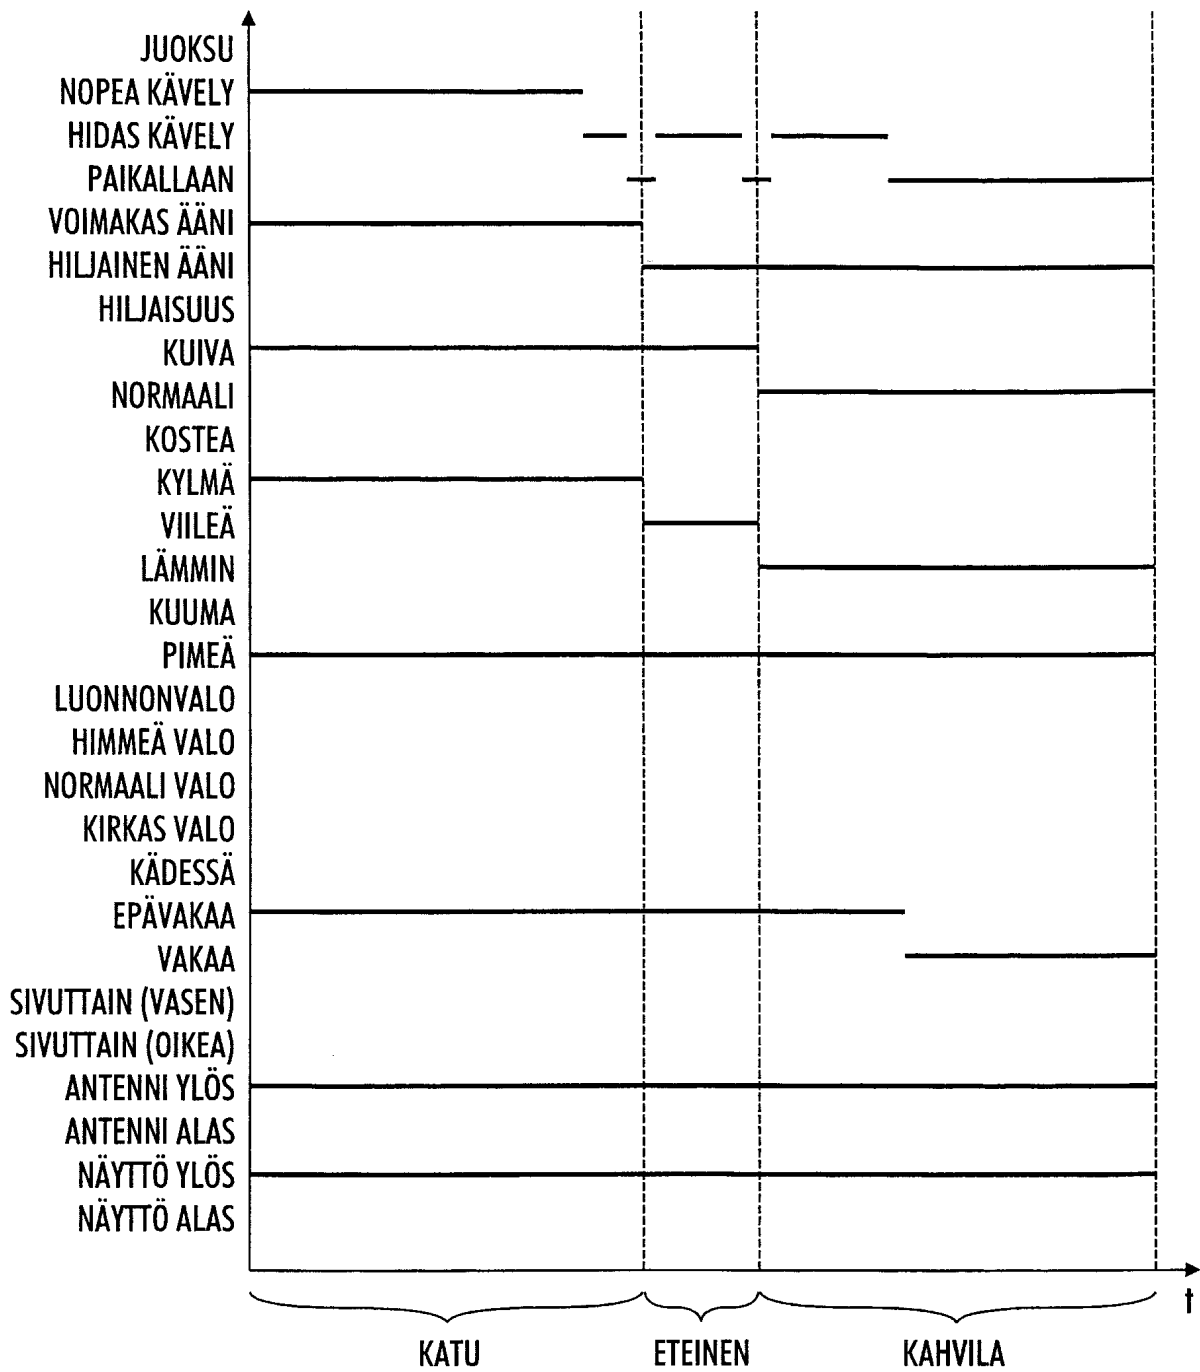 JUOKSU
NOPEA KÄVELY
HIDAS KÄVELY
PAIKALLAAN
VOIMAKAS ÄÄNI
HILJAINEN ÄÄNI
HILJAISUUS
KUIVA
NORMAALI
KOSTEA
KYLMÄ
VIILEÄ
LÄMMIN
KUUMA
PIMEÄ
LUONNONVALO
HIMMEÄ VALO
NORMAALI VALO
KIRKAS VALO
KÄDESSÄ
EPÄVAKAA
VAKAA
SIVUTTAIN (VASEN)
SIVUTTAIN (OIKEA)
ANTENNI YLÖS
ANTENNI ALAS
NÄYTTÖ YLÖS
NÄYTTÖ ALAS
t
KATU ETEINEN KAHVILA